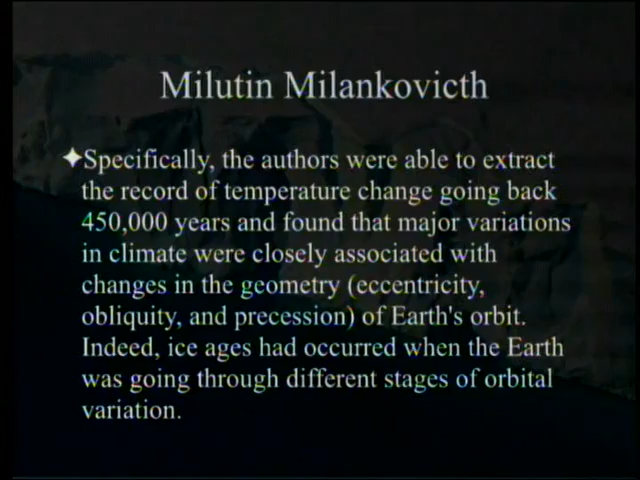 Milutin Milankovicth
✦Specifically, the authors were able to extract
the record of temperature change going back
450,000 years and found that major variations
in climate were closely associated with
changes in the geometry (eccentricity,
obliquity, and precession) of Earth's orbit.
Indeed, ice ages had occurred when the Earth
was going through different stages of orbital
variation.